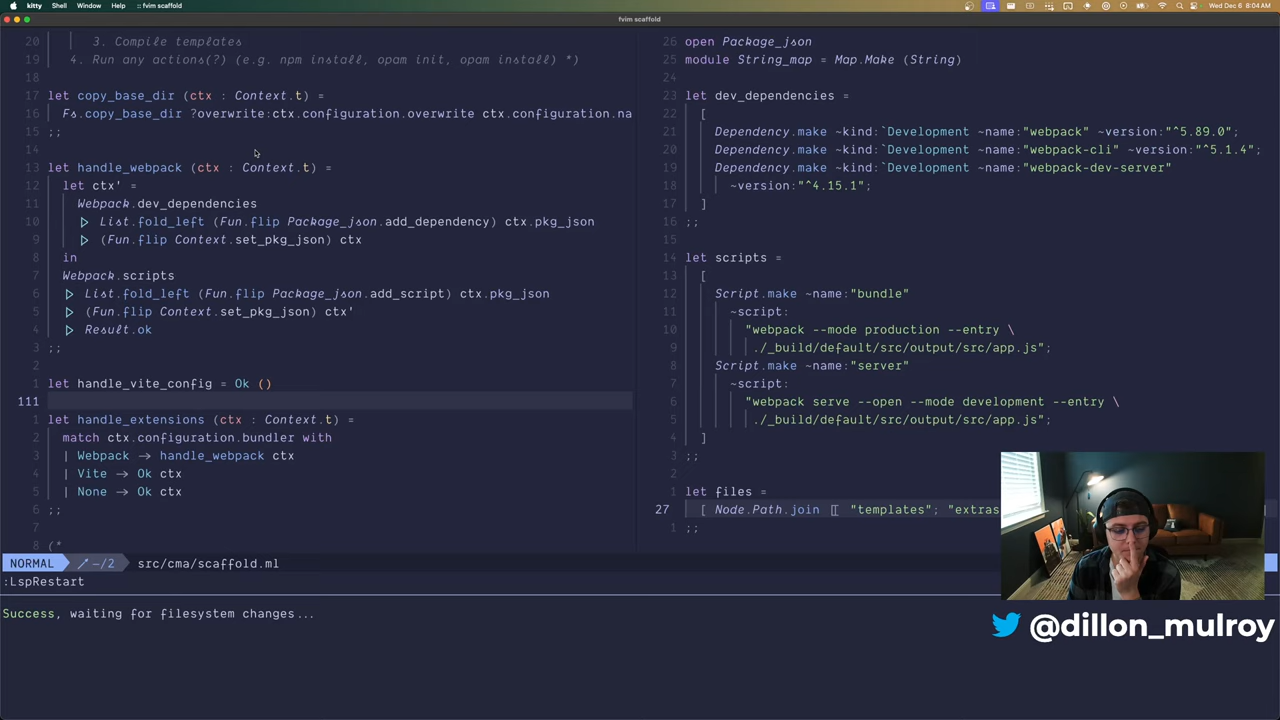 kitty Shell Window Help : fvim scaffold Wed Dec 6 8:04 AM
fvim scaffold
20 3. Compile templates
19 4. Run any actions(?) (e.g. npm install, opam init, opam install) *)
18
17 let copy_base_dir (ctx : Context.t) =
16 Fs.copy_base_dir ?overwrite:ctx.configuration.overwrite ctx.configuration.na
15 ;;
14
13 let handle_webpack (ctx : Context.t) =
12 let ctx' =
11 Webpack.dev_dependencies
10 ▷ List.fold_left (Fun.flip Package_json.add_dependency) ctx.pkg_json
9 ▷ (Fun.flip Context.set_pkg_json) ctx
8 in
7 Webpack.scripts
6 ▷ List.fold_left (Fun.flip Package_json.add_script) ctx.pkg_json
5 ▷ (Fun.flip Context.set_pkg_json) ctx'
4 ▷ Result.ok
3 ;;
2
1 let handle_vite_config = Ok ()
111
1 let handle_extensions (ctx : Context.t) =
2 match ctx.configuration.bundler with
3 | Webpack → handle_webpack ctx
4 | Vite → Ok ctx
5 | None → Ok ctx
6 ;;
7
8 (*
26 open Package_json
25 module String_map = Map.Make (String)
24
23 let dev_dependencies =
22 [
21 Dependency.make ~kind:`Development ~name:"webpack" ~version:"^5.89.0";
20 Dependency.make ~kind:`Development ~name:"webpack-cli" ~version:"^5.1.4";
19 Dependency.make ~kind:`Development ~name:"webpack-dev-server"
18 ~version:"^4.15.1";
17 ]
16 ;;
15
14 let scripts =
13 [
12 Script.make ~name:"bundle"
11 ~script:
10 "webpack --mode production --entry \
9 ./_build/default/src/output/src/app.js";
8 Script.make ~name:"server"
7 ~script:
6 "webpack serve --open --mode development --entry \
5 ./_build/default/src/output/src/app.js";
4 ]
3 ;;
2
1 let files =
27 [ Node.Path.join [| "templates"; "extras
1 ;;
NORMAL ~/2 src/cma/scaffold.ml
:LspRestart
Success, waiting for filesystem changes...
@dillon_mulroy